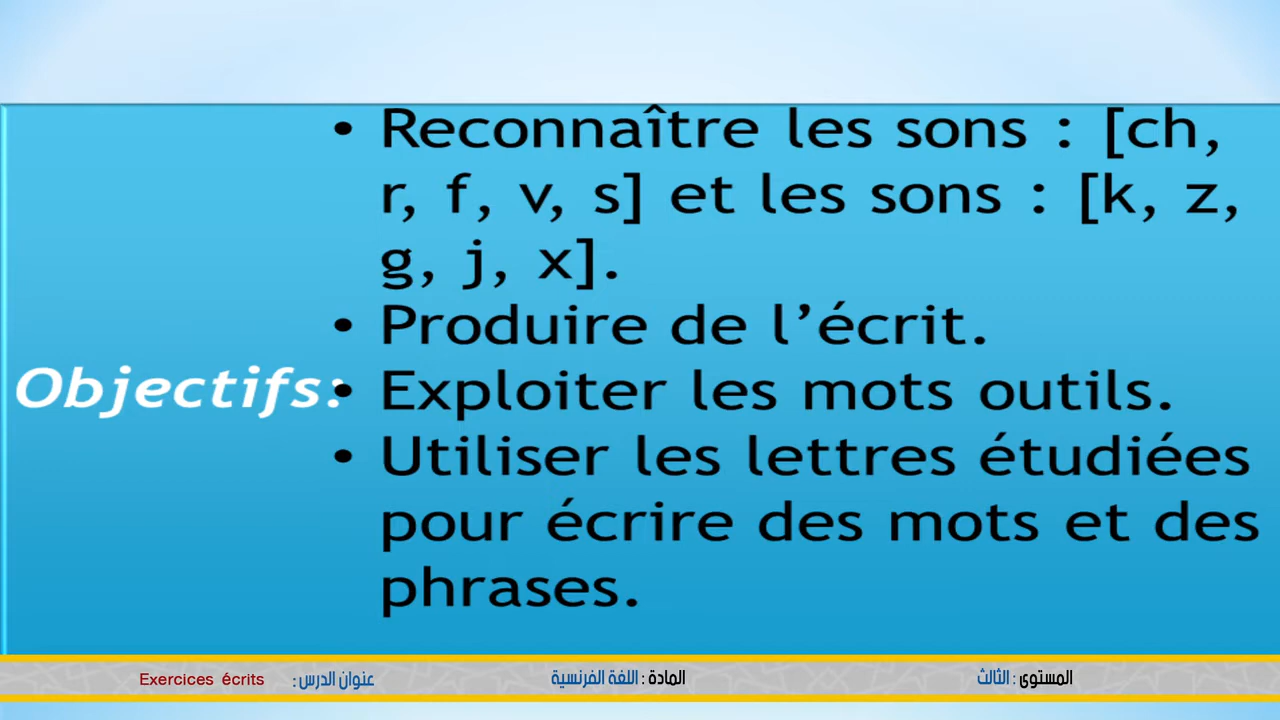 • Reconnaître les sons : [ch,
r, f, v, s] et les sons : [k, z,
g, j, x].
• Produire de l’écrit.
Objectifs:
• Exploiter les mots outils.
• Utiliser les lettres étudiées
pour écrire des mots et des
phrases.
المستوى : الثالث
المادة : اللغة الفرنسية
عنوان الدرس : Exercices écrits